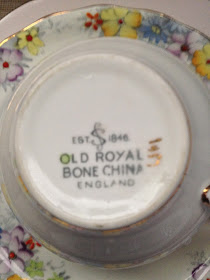 EST. S 1846.
OLD ROYAL
BONE CHINA
ENGLAND